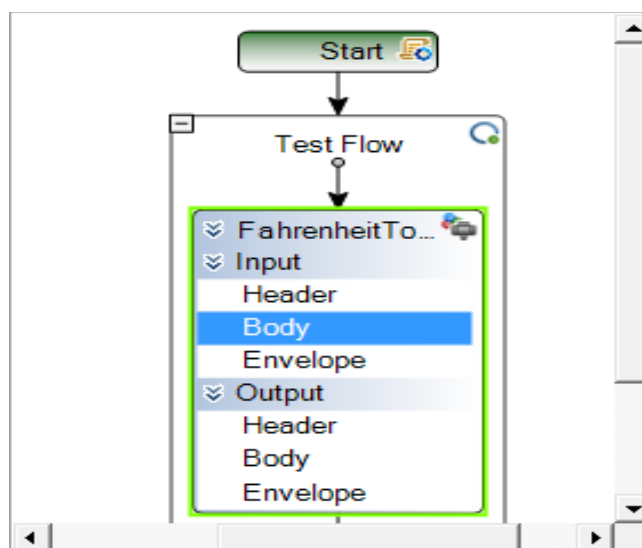 Start
Test Flow
FahrenheitTo...
Input
Header
Body
Envelope
Output
Header
Body
Envelope